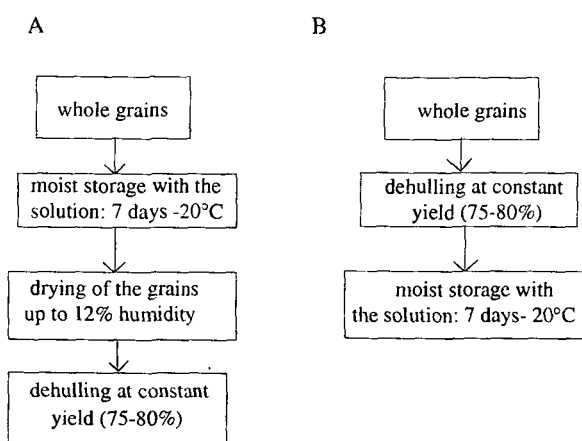 A
whole grains
moist storage with the
solution: 7 days -20°C
drying of the grains
up to 12% humidity
dehulling at constant
yield (75-80%)
B
whole grains
dehulling at constant
yield (75-80%)
moist storage with
the solution: 7 days- 20°C